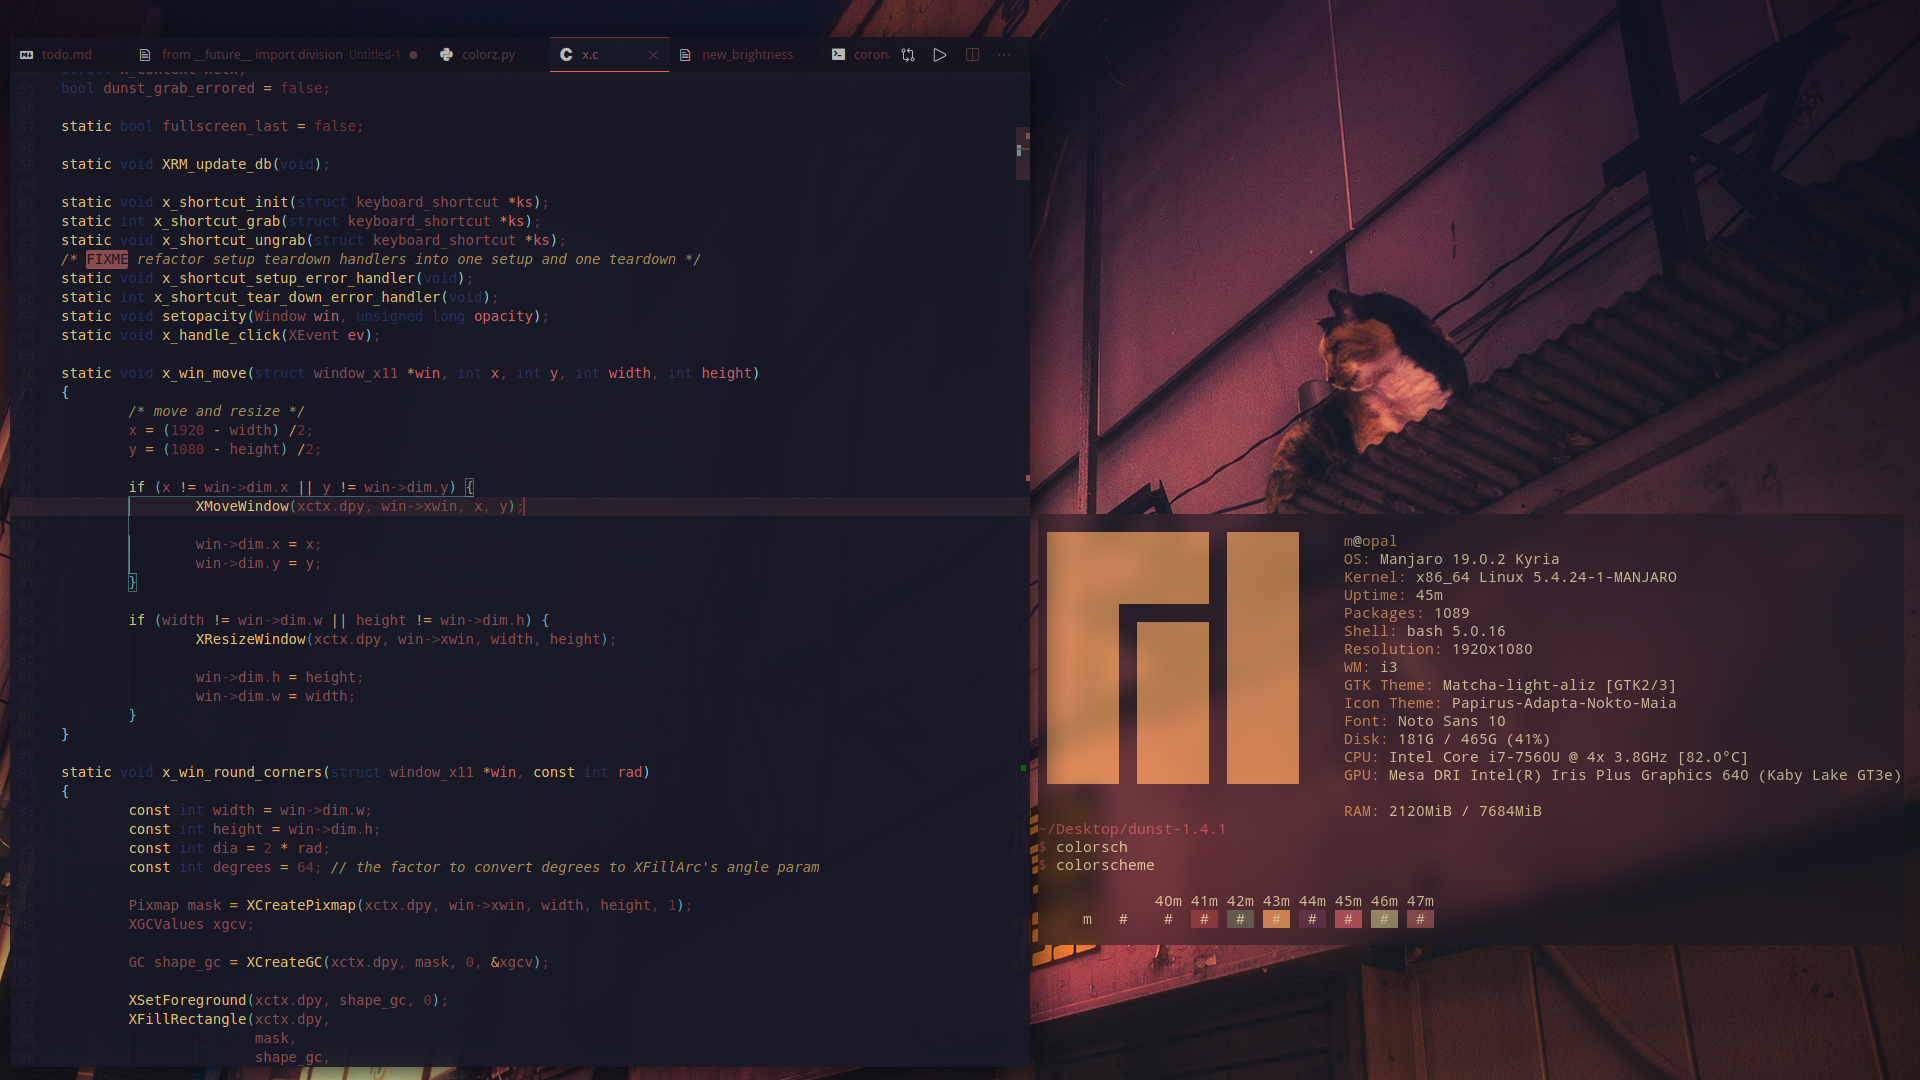 todo.md
from __future__ import division Untitled-1
colorz.py
x.c
new_brightness
coron
55 bool dunst_grab_errored = false;
56
57 static bool fullscreen_last = false;
58
59 static void XRM_update_db(void);
60
61 static void x_shortcut_init(struct keyboard_shortcut *ks);
62 static int x_shortcut_grab(struct keyboard_shortcut *ks);
63 static void x_shortcut_ungrab(struct keyboard_shortcut *ks);
64 /* FIXME refactor setup teardown handlers into one setup and one teardown */
65 static void x_shortcut_setup_error_handler(void);
66 static int x_shortcut_tear_down_error_handler(void);
67 static void setopacity(Window win, unsigned long opacity);
68 static void x_handle_click(XEvent ev);
69
70 static void x_win_move(struct window_x11 *win, int x, int y, int width, int height)
71 {
72 /* move and resize */
73 x = (1920 - width) /2;
74 y = (1080 - height) /2;
75
76 if (x != win->dim.x || y != win->dim.y) {
77 XMoveWindow(xctx.dpy, win->xwin, x, y);
78
79 win->dim.x = x;
80 win->dim.y = y;
81 }
82
83 if (width != win->dim.w || height != win->dim.h) {
84 XResizeWindow(xctx.dpy, win->xwin, width, height);
85
86 win->dim.h = height;
87 win->dim.w = width;
88 }
89 }
90
91 static void x_win_round_corners(struct window_x11 *win, const int rad)
92 {
93 const int width = win->dim.w;
94 const int height = win->dim.h;
95 const int dia = 2 * rad;
96 const int degrees = 64; // the factor to convert degrees to XFillArc's angle param
97
98 Pixmap mask = XCreatePixmap(xctx.dpy, win->xwin, width, height, 1);
99 XGCValues xgcv;
100
101 GC shape_gc = XCreateGC(xctx.dpy, mask, 0, &xgcv);
102
103 XSetForeground(xctx.dpy, shape_gc, 0);
104 XFillRectangle(xctx.dpy,
105 mask,
106 shape_gc,
m@opal
OS: Manjaro 19.0.2 Kyria
Kernel: x86_64 Linux 5.4.24-1-MANJARO
Uptime: 45m
Packages: 1089
Shell: bash 5.0.16
Resolution: 1920x1080
WM: i3
GTK Theme: Matcha-light-aliz [GTK2/3]
Icon Theme: Papirus-Adapta-Nokto-Maia
Font: Noto Sans 10
Disk: 181G / 465G (41%)
CPU: Intel Core i7-7560U @ 4x 3.8GHz [82.0°C]
GPU: Mesa DRI Intel(R) Iris Plus Graphics 640 (Kaby Lake GT3e)
RAM: 2120MiB / 7684MiB
~/Desktop/dunst-1.4.1
$ colorsch
$ colorscheme
40m 41m 42m 43m 44m 45m 46m 47m
m # # # # # # # # #